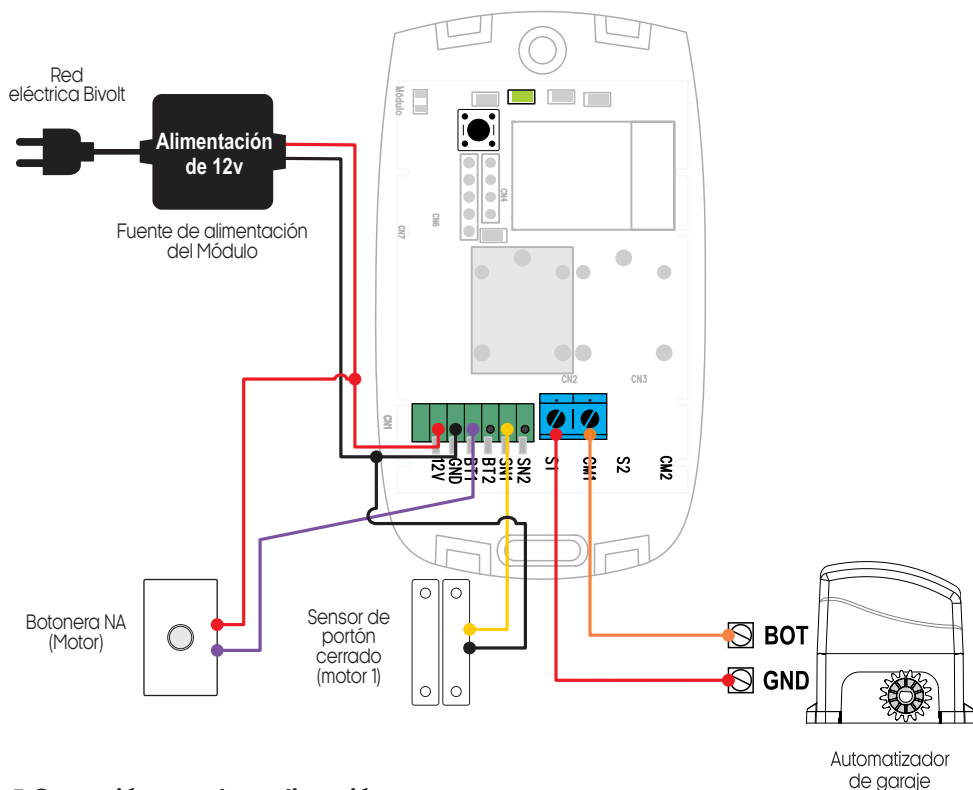 Red
eléctrica Bivolt
Alimentación
de 12v
Fuente de alimentación
del Módulo
Módulo
CN4
CN6
CN7
CN2
CN3
CN1
12V
GND
BT1
BT2
SN1
SN2
S1
CM1
S2
CM2
Botonera NA
(Motor)
Sensor de
portón
cerrado
(motor 1)
BOT
GND
Automatizador
de garaje